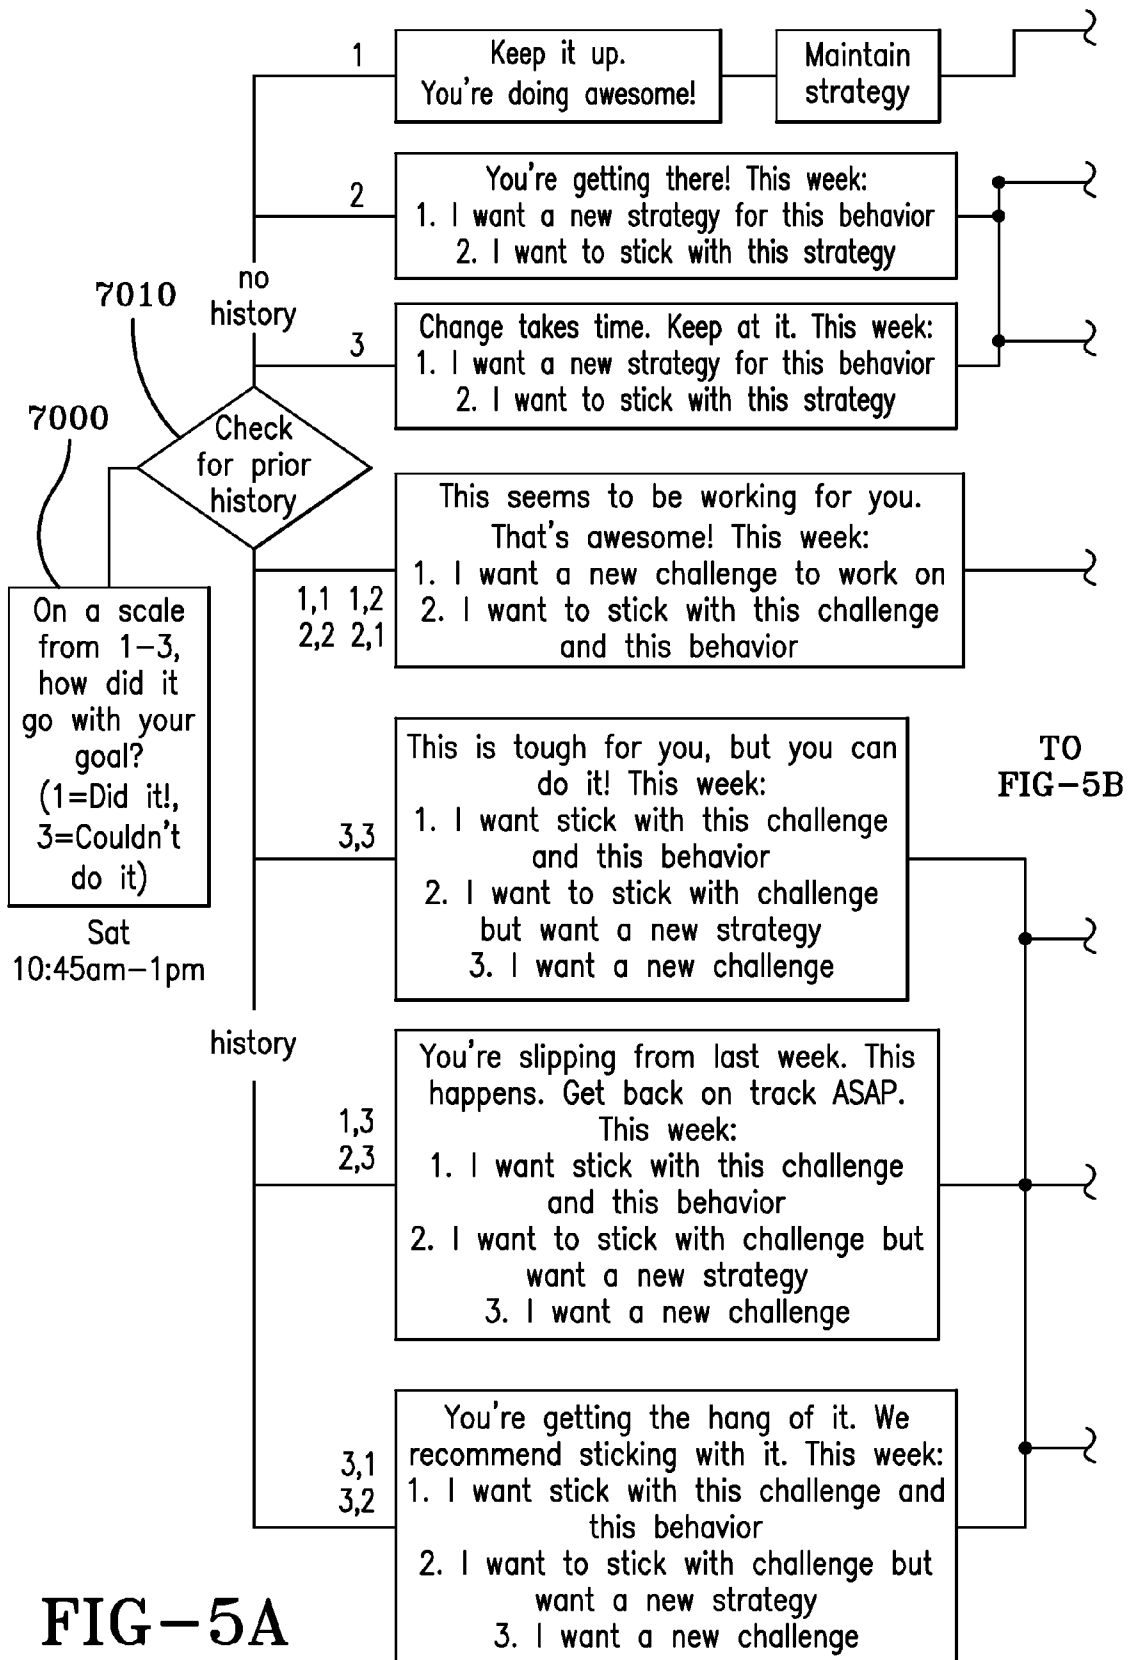 1
Keep it up.
You're doing awesome!
Maintain
strategy
2
You're getting there! This week:
1. I want a new strategy for this behavior
2. I want to stick with this strategy
no
history
7010
3
Change takes time. Keep at it. This week:
1. I want a new strategy for this behavior
2. I want to stick with this strategy
7000
Check
for prior
history
This seems to be working for you.
That's awesome! This week:
1. I want a new challenge to work on
2. I want to stick with this challenge
and this behavior
1,1 1,2
2,2 2,1
On a scale
from 1-3,
how did it
go with your
goal?
(1=Did it!,
3=Couldn't
do it)
Sat
10:45am-1pm
3,3
This is tough for you, but you can
do it! This week:
1. I want stick with this challenge
and this behavior
2. I want to stick with challenge
but want a new strategy
3. I want a new challenge
TO
FIG-5B
history
1,3
2,3
You're slipping from last week. This
happens. Get back on track ASAP.
This week:
1. I want stick with this challenge
and this behavior
2. I want to stick with challenge but
want a new strategy
3. I want a new challenge
3,1
3,2
You're getting the hang of it. We
recommend sticking with it. This week:
1. I want stick with this challenge and
this behavior
2. I want to stick with challenge but
want a new strategy
3. I want a new challenge
FIG-5A